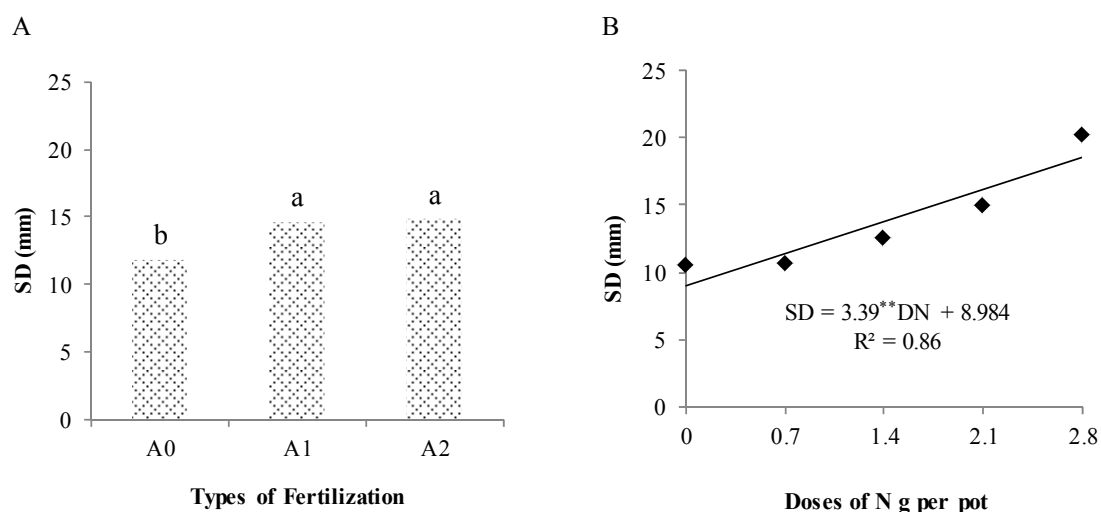 A
25
20
15
10
5
0
SD (mm)
b
a
a
A0 A1 A2
Types of Fertilization
B
25
20
15
10
5
0
SD (mm)
SD = 3.39**DN + 8.984
R² = 0.86
0 0.7 1.4 2.1 2.8
Doses of N g per pot